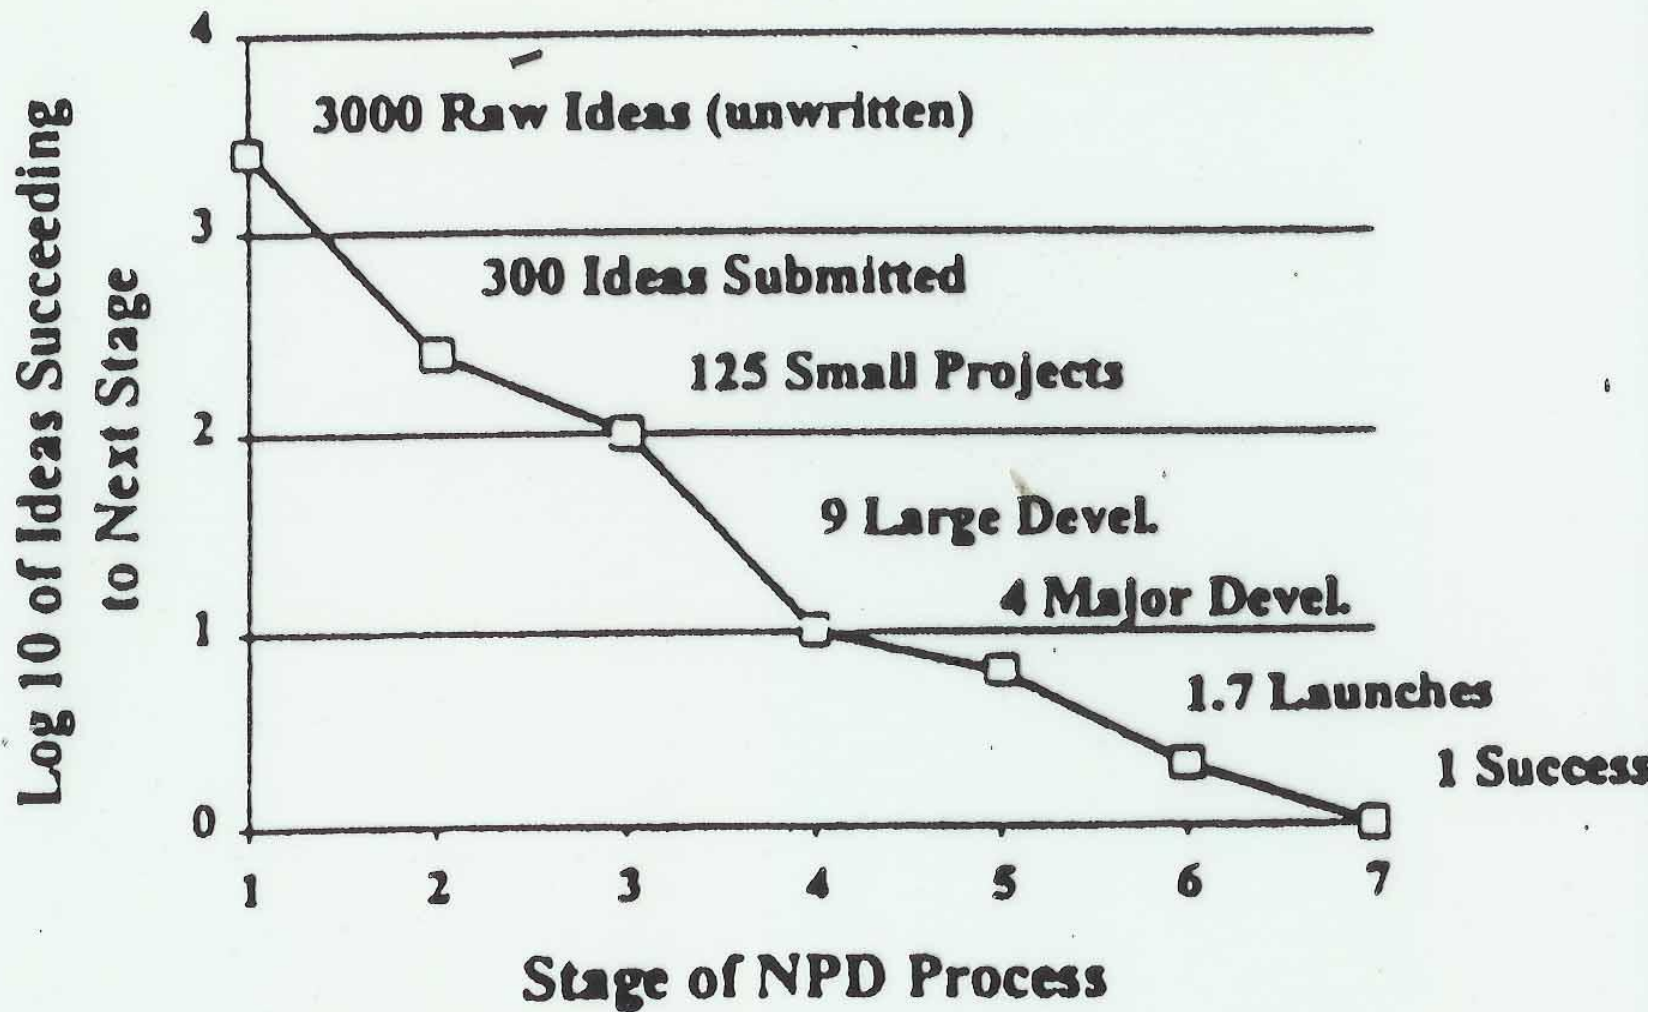 Log 10 of Ideas Succeeding
to Next Stage
4
3
2
1
0
3000 Raw Ideas (unwritten)
300 Ideas Submitted
125 Small Projects
9 Large Devel.
4 Major Devel.
1.7 Launches
1 Success
1 2 3 4 5 6 7
Stage of NPD Process